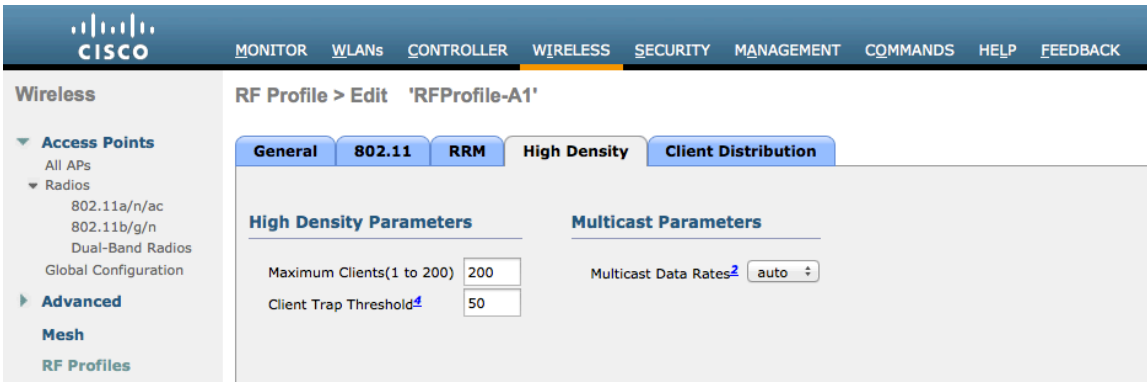 CISCO
MONITOR WLANs CONTROLLER WIRELESS SECURITY MANAGEMENT COMMANDS HELP FEEDBACK
Wireless
Access Points
All APs
Radios
802.11a/n/ac
802.11b/g/n
Dual-Band Radios
Global Configuration
Advanced
Mesh
RF Profiles
RF Profile > Edit 'RFProfile-A1'
General 802.11 RRM High Density Client Distribution
High Density Parameters
Maximum Clients(1 to 200) 200
Client Trap Threshold4 50
Multicast Parameters
Multicast Data Rates2 auto